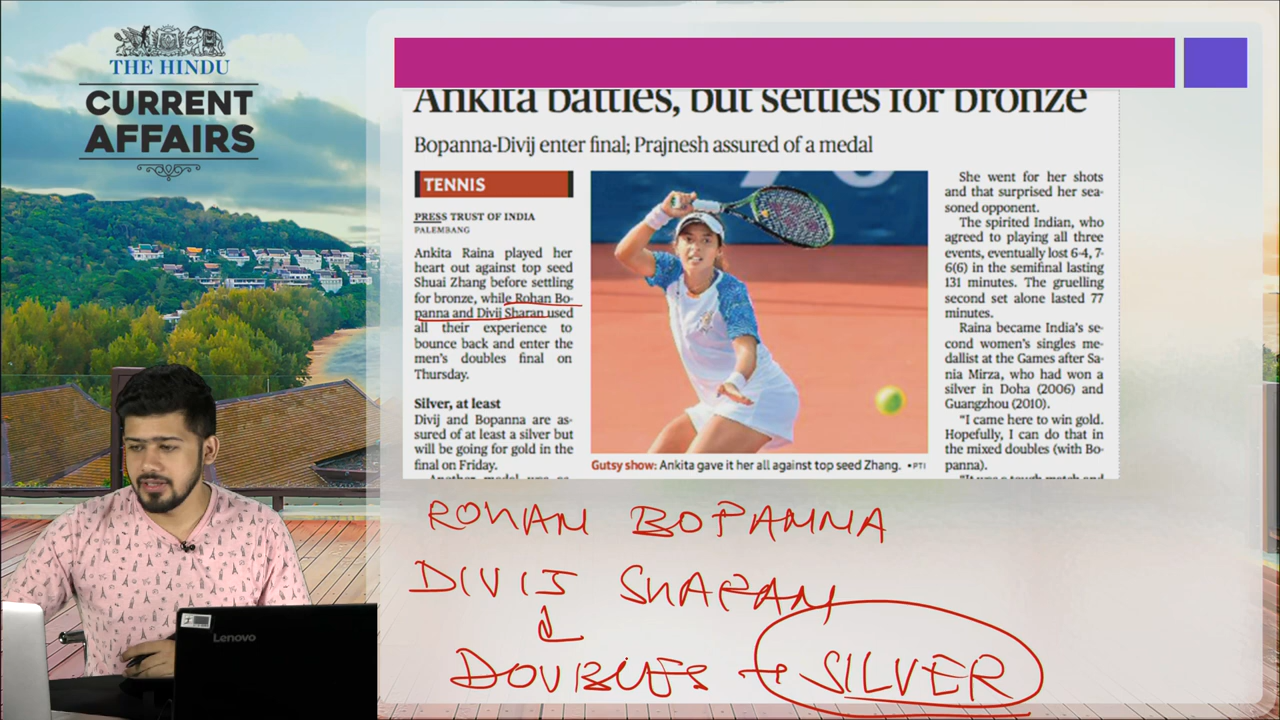 THE HINDU
CURRENT
AFFAIRS
Ankita battles, but settles for bronze
Bopanna-Divij enter final; Prajnesh assured of a medal
TENNIS
PRESS TRUST OF INDIA
PALEMBANG
Ankita Raina played her
heart out against top seed
Shuai Zhang before settling
for bronze, while Rohan Bo-
panna and Divij Sharan used
all their experience to
bounce back and enter the
men's doubles final on
Thursday.
Silver, at least
Divij and Bopanna are as-
sured of at least a silver but
will be going for gold in the
final on Friday.
Gutsy show: Ankita gave it her all against top seed Zhang. •PTI
She went for her shots
and that surprised her sea-
soned opponent.
The spirited Indian, who
agreed to playing all three
events, eventually lost 6-4, 7-
6(6) in the semifinal lasting
131 minutes. The gruelling
second set alone lasted 77
minutes.
Raina became India's se-
cond women's singles me-
dallist at the Games after Sa-
nia Mirza, who had won a
silver in Doha (2006) and
Guangzhou (2010).
"I came here to win gold.
Hopefully, I can do that in
the mixed doubles (with Bo-
panna).
ROHAN BOPANNA
DIVIJ SHARAN
DOUBLES SILVER
Lenovo